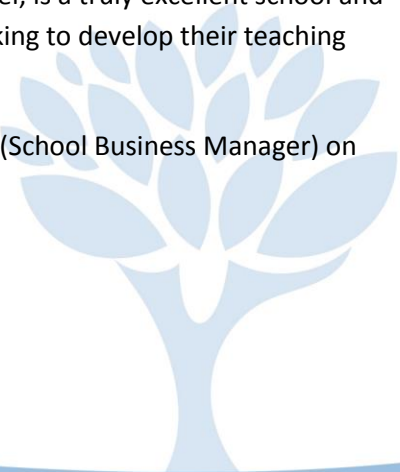 is a truly excellent school and
king to develop their teaching
(School Business Manager) on